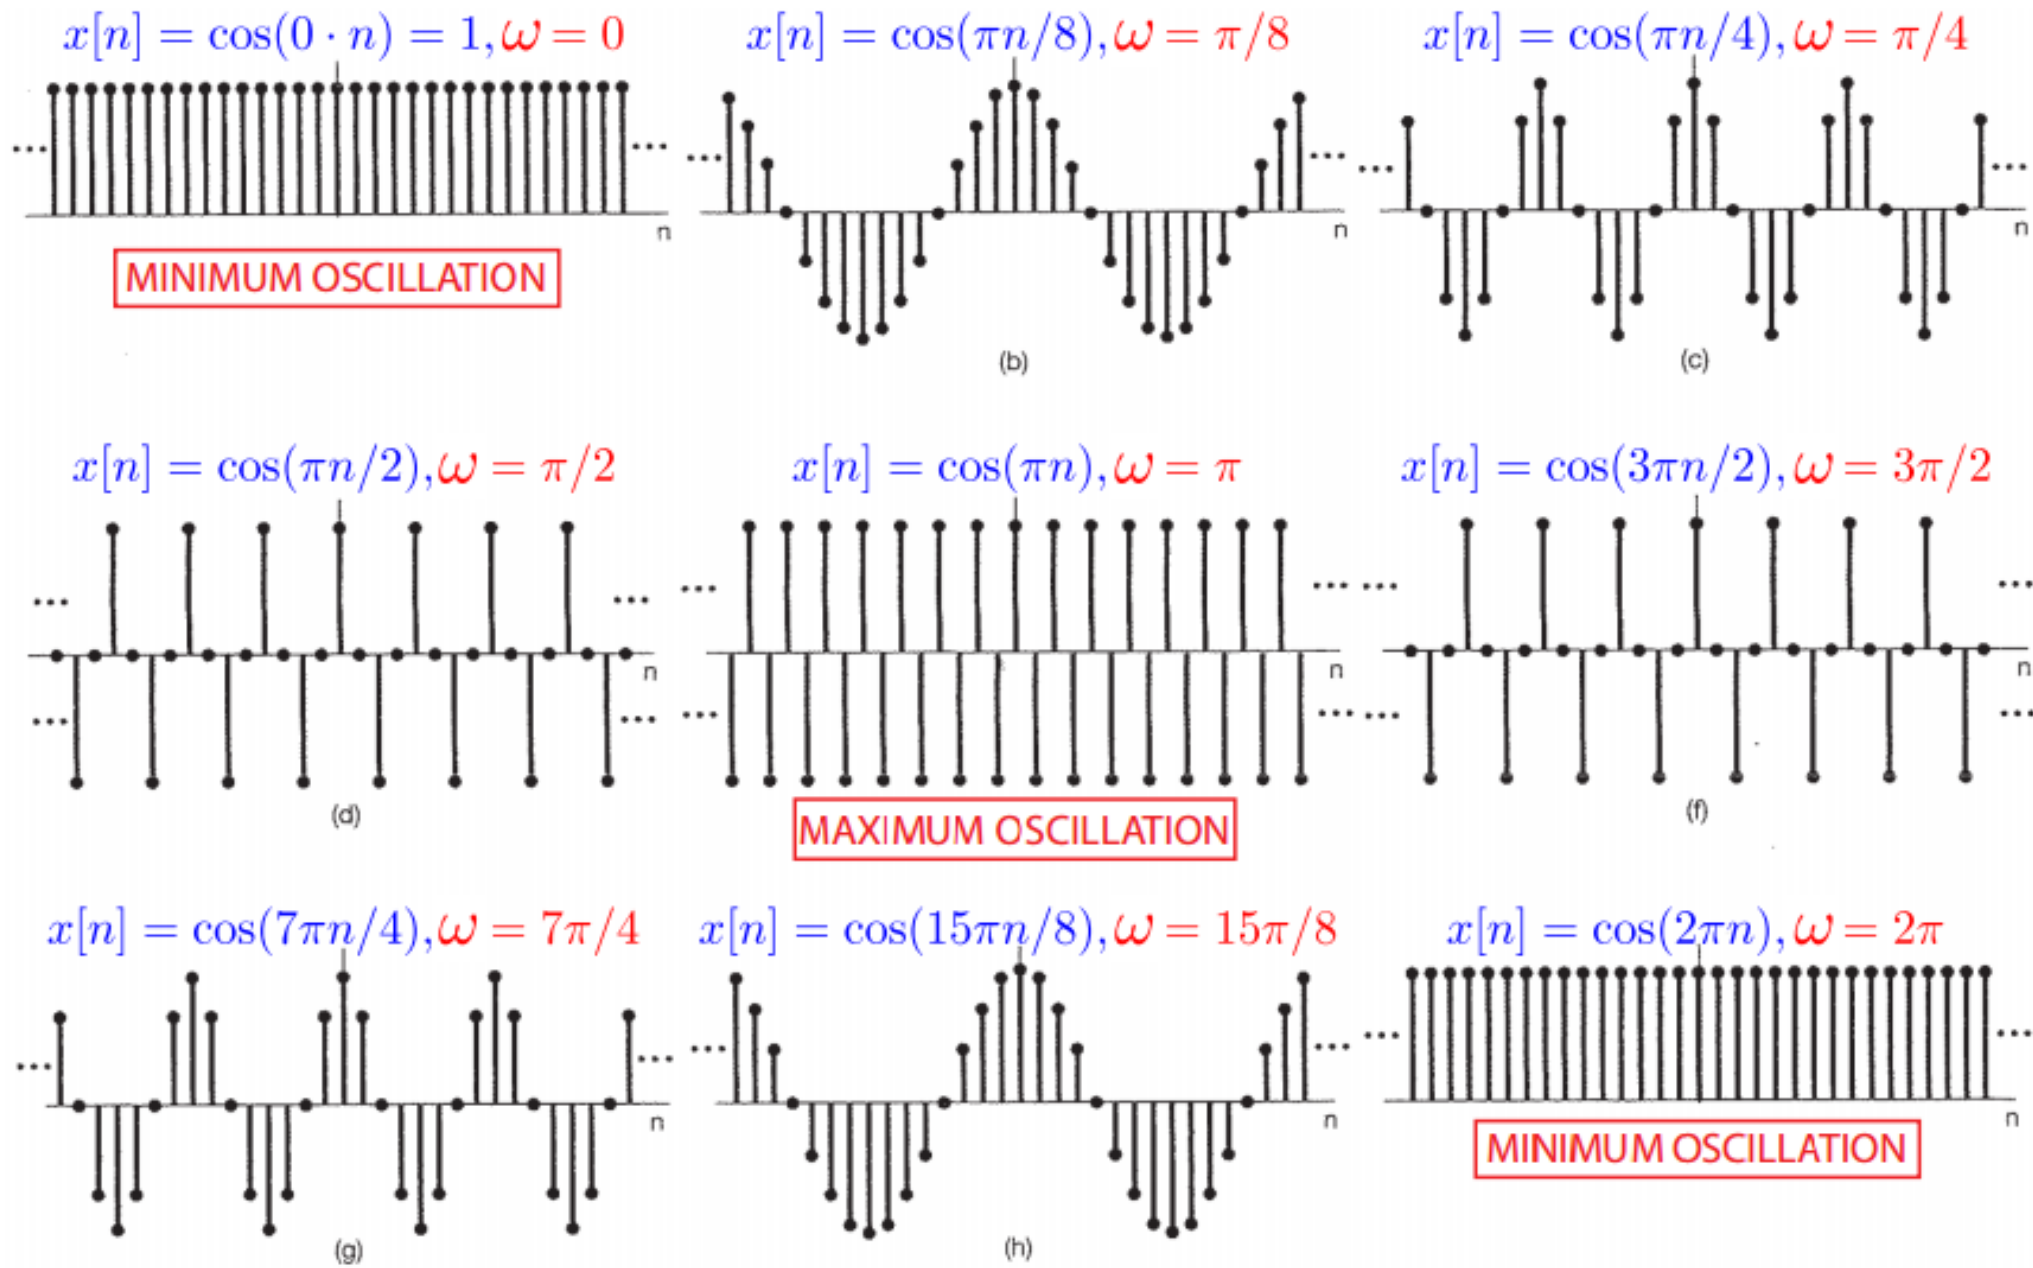 x[n] = cos(0 · n) = 1, ω = 0
x[n] = cos(πn/8), ω = π/8
x[n] = cos(πn/4), ω = π/4
... ...
n
MINIMUM OSCILLATION
... ...
n
(b)
... ...
n
(c)
x[n] = cos(πn/2), ω = π/2
x[n] = cos(πn), ω = π
x[n] = cos(3πn/2), ω = 3π/2
... ...
n
... ...
(d)
... ...
n
... ...
MAXIMUM OSCILLATION
... ...
n
... ...
(f)
x[n] = cos(7πn/4), ω = 7π/4
x[n] = cos(15πn/8), ω = 15π/8
x[n] = cos(2πn), ω = 2π
... ...
n
(g)
... ...
n
(h)
... ...
n
MINIMUM OSCILLATION